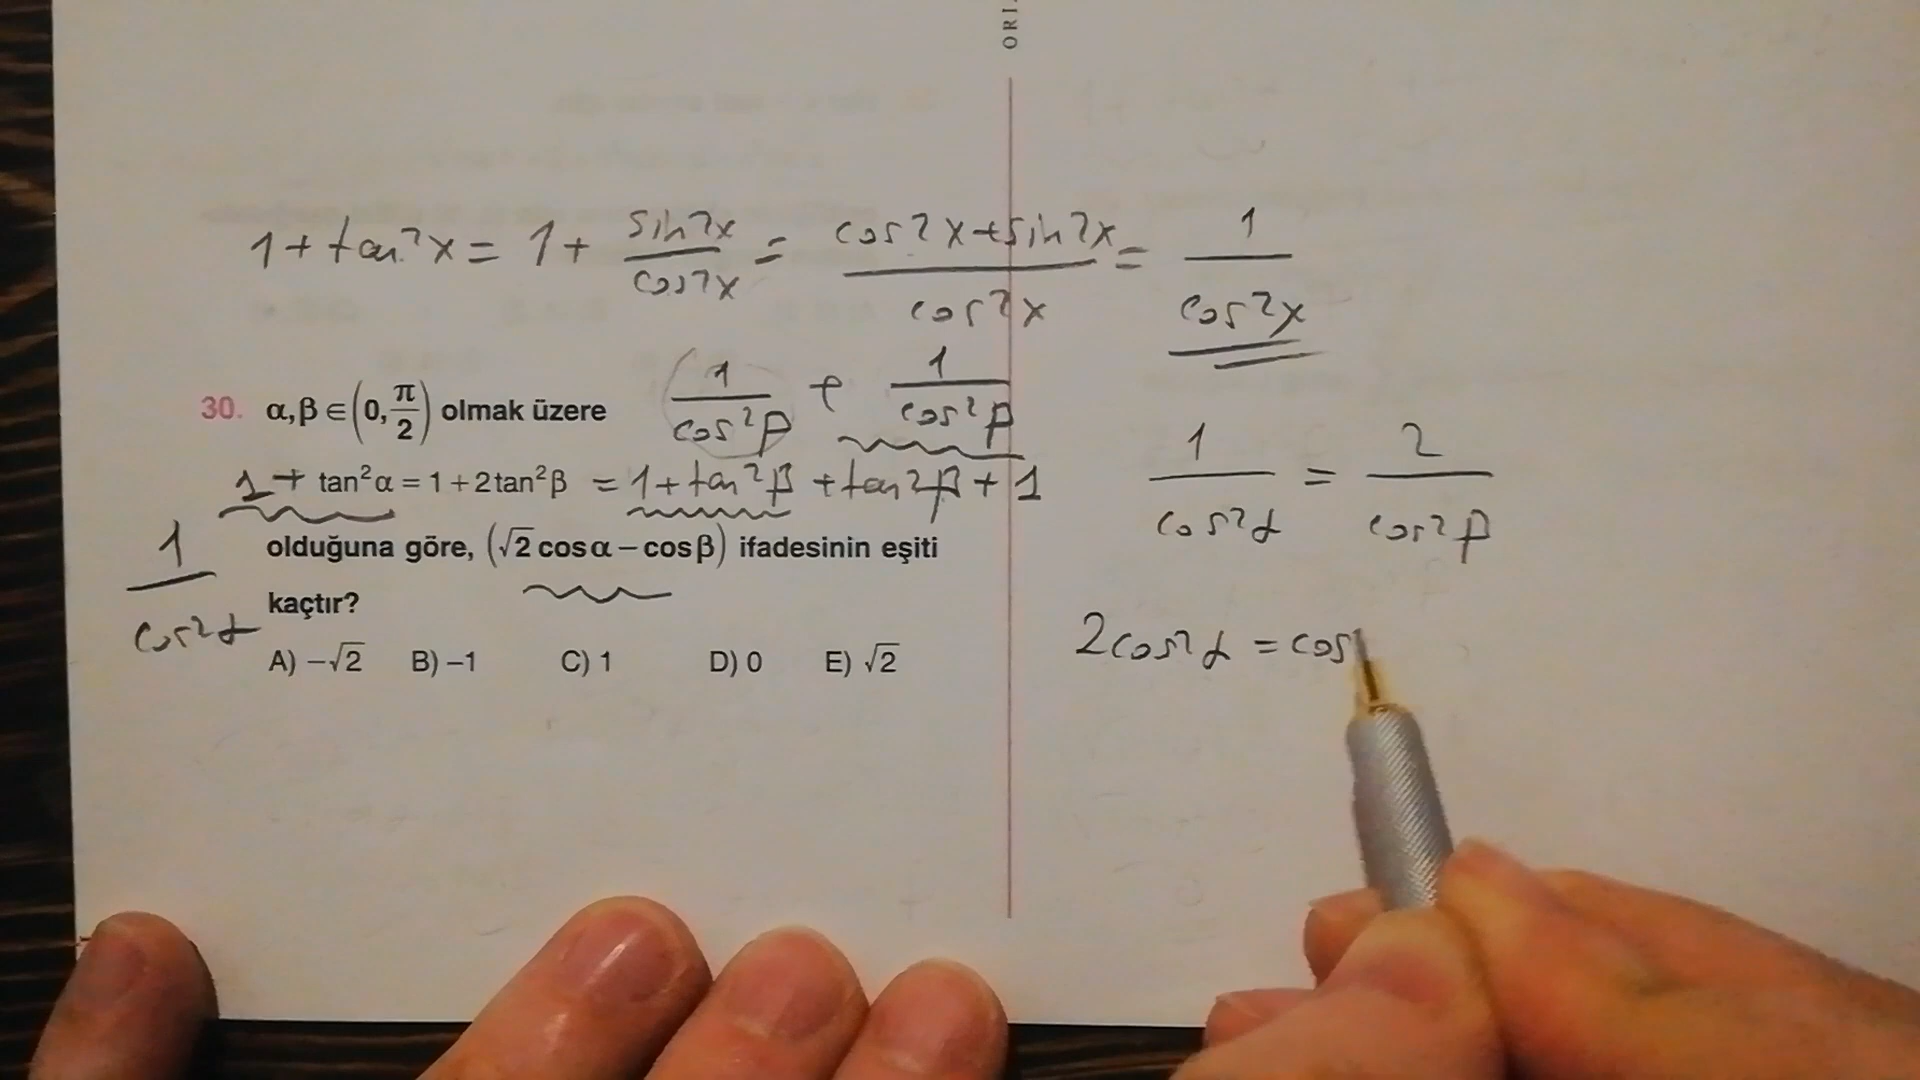 ORI
1 + tan²x = 1 + sin²x / cos²x = cos²x + sin²x / cos²x = 1 / cos²x
1 / cos²β + 1 / cos²β
30. α,β ∈ (0, π/2) olmak üzere
1 + tan²α = 1 + 2tan²β = 1 + tan²β + tan²β + 1
1 / cos²α = 2 / cos²β
olduğuna göre, (√2 cosα – cosβ) ifadesinin eşiti
kaçtır?
1 / cos²α
2cos²α = cos
A) –√2 B) –1 C) 1 D) 0 E) √2